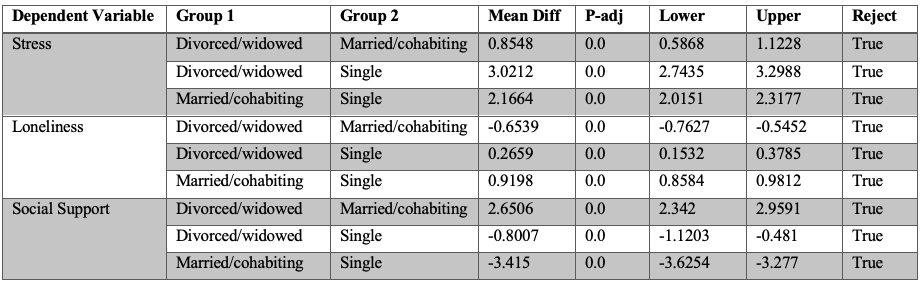 Dependent Variable Group 1 Group 2 Mean Diff P-adj Lower Upper Reject
Stress Divorced/widowed Married/cohabiting 0.8548 0.0 0.5868 1.1228 True
Divorced/widowed Single 3.0212 0.0 2.7435 3.2988 True
Married/cohabiting Single 2.1664 0.0 2.0151 2.3177 True
Loneliness Divorced/widowed Married/cohabiting -0.6539 0.0 -0.7627 -0.5452 True
Divorced/widowed Single 0.2659 0.0 0.1532 0.3785 True
Married/cohabiting Single 0.9198 0.0 0.8584 0.9812 True
Social Support Divorced/widowed Married/cohabiting 2.6506 0.0 2.342 2.9591 True
Divorced/widowed Single -0.8007 0.0 -1.1203 -0.481 True
Married/cohabiting Single -3.415 0.0 -3.6254 -3.277 True